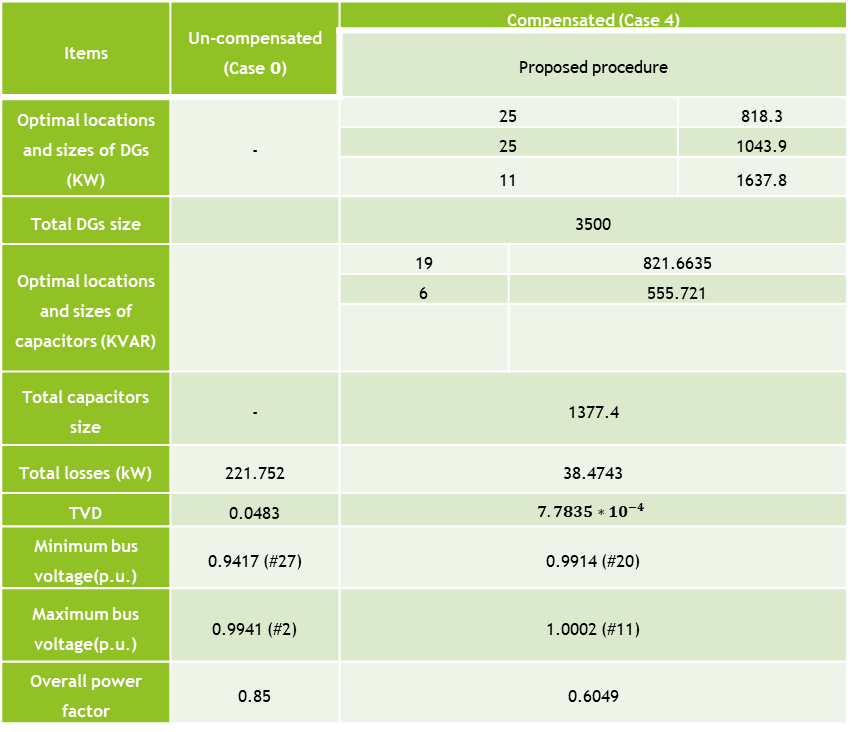 Items
Un-compensated
(Case 0)
Compensated (Case 4)
Proposed procedure
Optimal locations
and sizes of DGs
(KW)
-
25 818.3
25 1043.9
11 1637.8
Total DGs size
3500
Optimal locations
and sizes of
capacitors (KVAR)
19 821.6635
6 555.721
Total capacitors
size
-
1377.4
Total losses (kW)
221.752
38.4743
TVD
0.0483
7.7835 ∗ 10⁻⁴
Minimum bus
voltage(p.u.)
0.9417 (#27)
0.9914 (#20)
Maximum bus
voltage(p.u.)
0.9941 (#2)
1.0002 (#11)
Overall power
factor
0.85
0.6049